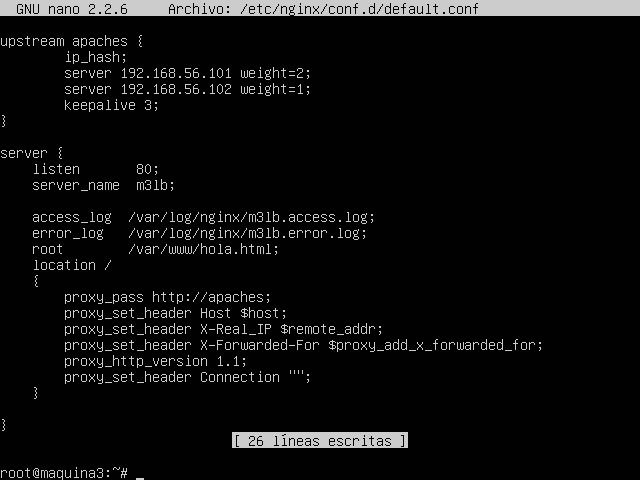 GNU nano 2.2.6 Archivo: /etc/nginx/conf.d/default.conf
upstream apaches {
ip_hash;
server 192.168.56.101 weight=2;
server 192.168.56.102 weight=1;
keepalive 3;
}
server {
listen 80;
server_name m3lb;
access_log /var/log/nginx/m3lb.access.log;
error_log /var/log/nginx/m3lb.error.log;
root /var/www/hola.html;
location /
{
proxy_pass http://apaches;
proxy_set_header Host $host;
proxy_set_header X-Real_IP $remote_addr;
proxy_set_header X-Forwarded-For $proxy_add_x_forwarded_for;
proxy_http_version 1.1;
proxy_set_header Connection "";
}
}
[ 26 líneas escritas ]
root@maquina3:~# _